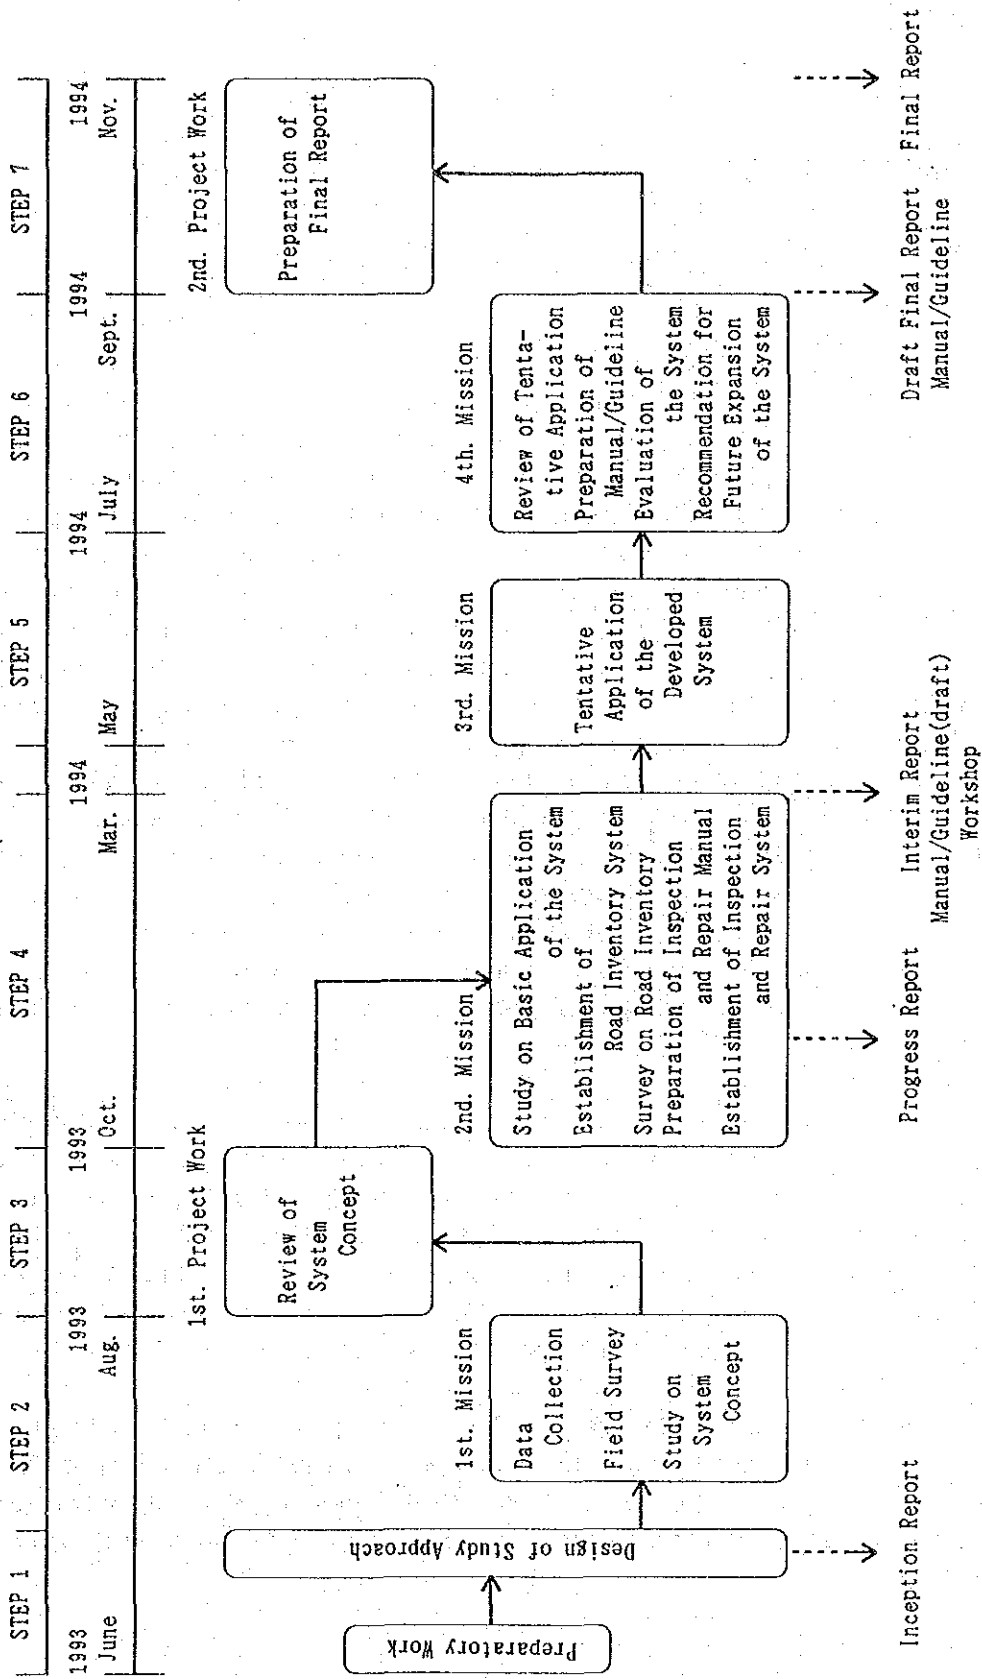 STEP 1
STEP 2
STEP 3
STEP 4
STEP 5
STEP 6
STEP 7
1993
June
1993
Aug.
1993
Oct.
1994
Mar.
May
1994
July
1994
Sept.
1994
Nov.
Preparatory Work
Design of Study Approach
1st. Mission
Data
Collection
Field Survey
Study on
System
Concept
1st. Project Work
Review of
System
Concept
2nd. Mission
Study on Basic Application
of the System
Establishment of
Road Inventory System
Survey on Road Inventory
Preparation of Inspection
and Repair Manual
Establishment of Inspection
and Repair System
3rd. Mission
Tentative
Application
of the
Developed
System
4th. Mission
Review of Tenta-
tive Application
Preparation of
Manual/Guideline
Evaluation of
the System
Recommendation for
Future Expansion
of the System
2nd. Project Work
Preparation of
Final Report
Inception Report
Progress Report
Interim Report
Manual/Guideline(draft)
Workshop
Draft Final Report
Manual/Guideline
Final Report